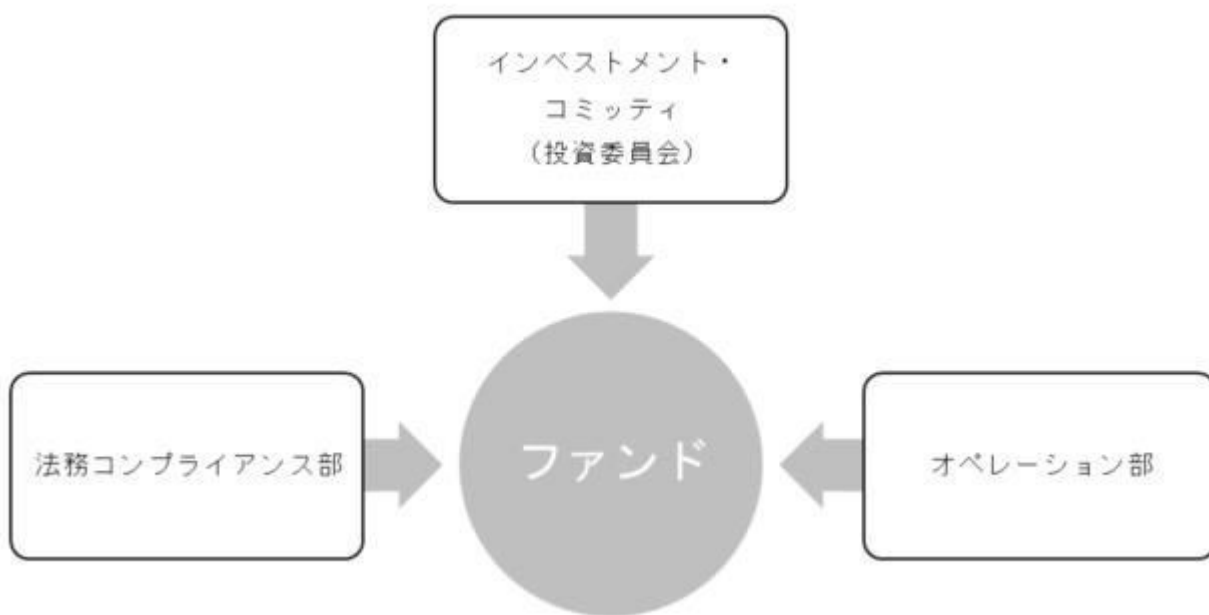 インベストメント・
コミッティ
（投資委員会）
法務コンプライアンス部
ファンド
オペレーション部